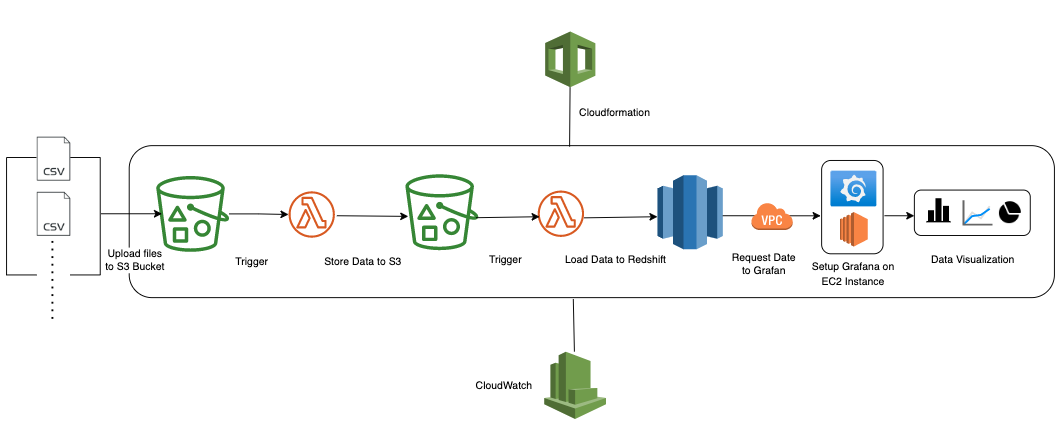 Cloudformation
CSV
CSV
VPC
Upload files
to S3 Bucket
Trigger
Store Data to S3
Trigger
Load Data to Redshift
Request Date
to Grafan
Setup Grafana on
EC2 Instance
Data Visualization
CloudWatch